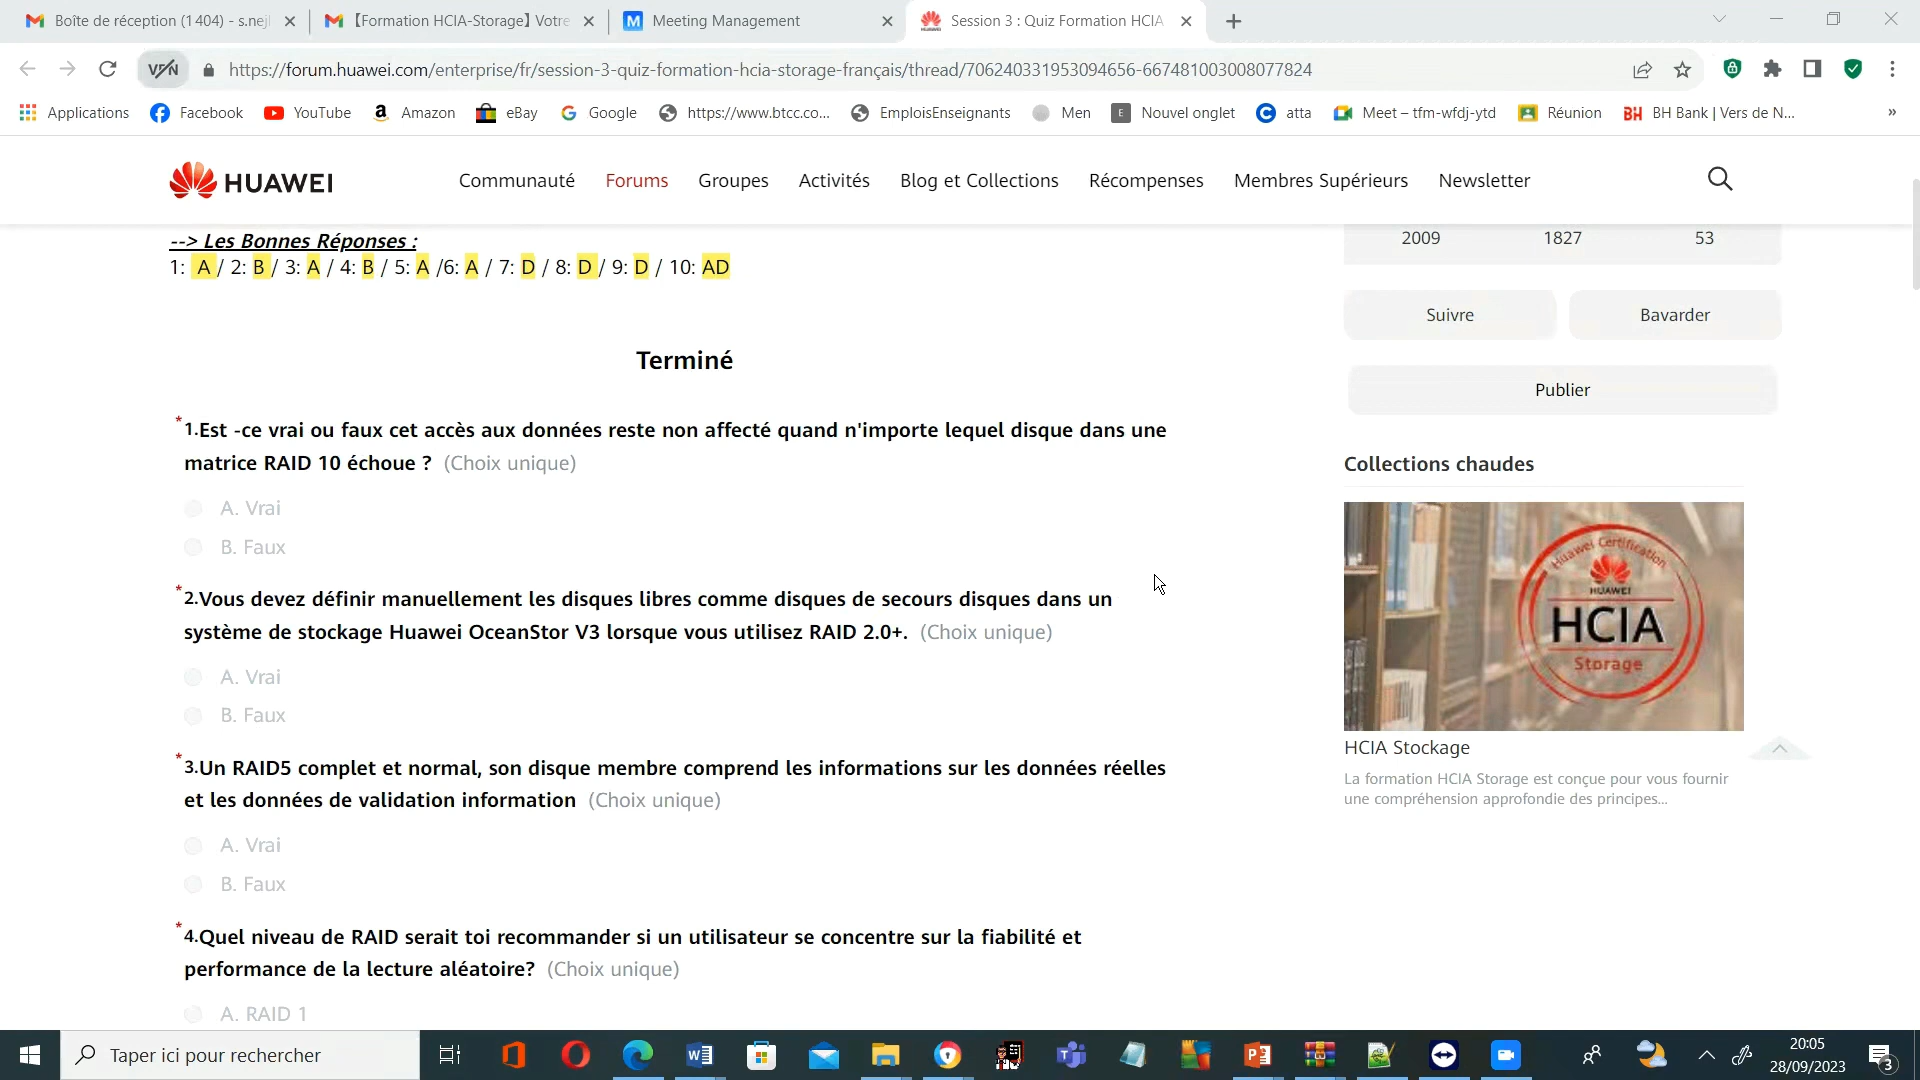 Boîte de réception (1 404) - s.nejl
【Formation HCIA-Storage】Votre
Meeting Management
Session 3 : Quiz Formation HCIA
VPN
https://forum.huawei.com/enterprise/fr/session-3-quiz-formation-hcia-storage-français/thread/706240331953094656-667481003008077824
Applications
Facebook
YouTube
Amazon
eBay
Google
https://www.btcc.co...
EmploisEnseignants
Men
Nouvel onglet
atta
Meet – tfm-wfdj-ytd
Réunion
BH Bank | Vers de N...
»
HUAWEI
Communauté
Forums
Groupes
Activités
Blog et Collections
Récompenses
Membres Supérieurs
Newsletter
--> Les Bonnes Réponses :
1: A / 2: B / 3: A / 4: B / 5: A /6: A / 7: D / 8: D / 9: D / 10: AD
2009
1827
53
Suivre
Bavarder
Publier
Terminé
*1.Est -ce vrai ou faux cet accès aux données reste non affecté quand n'importe lequel disque dans une
matrice RAID 10 échoue ? (Choix unique)
A. Vrai
B. Faux
*2.Vous devez définir manuellement les disques libres comme disques de secours disques dans un
système de stockage Huawei OceanStor V3 lorsque vous utilisez RAID 2.0+. (Choix unique)
A. Vrai
B. Faux
*3.Un RAID5 complet et normal, son disque membre comprend les informations sur les données réelles
et les données de validation information (Choix unique)
A. Vrai
B. Faux
*4.Quel niveau de RAID serait toi recommander si un utilisateur se concentre sur la fiabilité et
performance de la lecture aléatoire? (Choix unique)
A. RAID 1
Collections chaudes
Huawei Certification
HUAWEI
HCIA
Storage
HCIA Stockage
La formation HCIA Storage est conçue pour vous fournir
une compréhension approfondie des principes...
Taper ici pour rechercher
20:05
28/09/2023
3